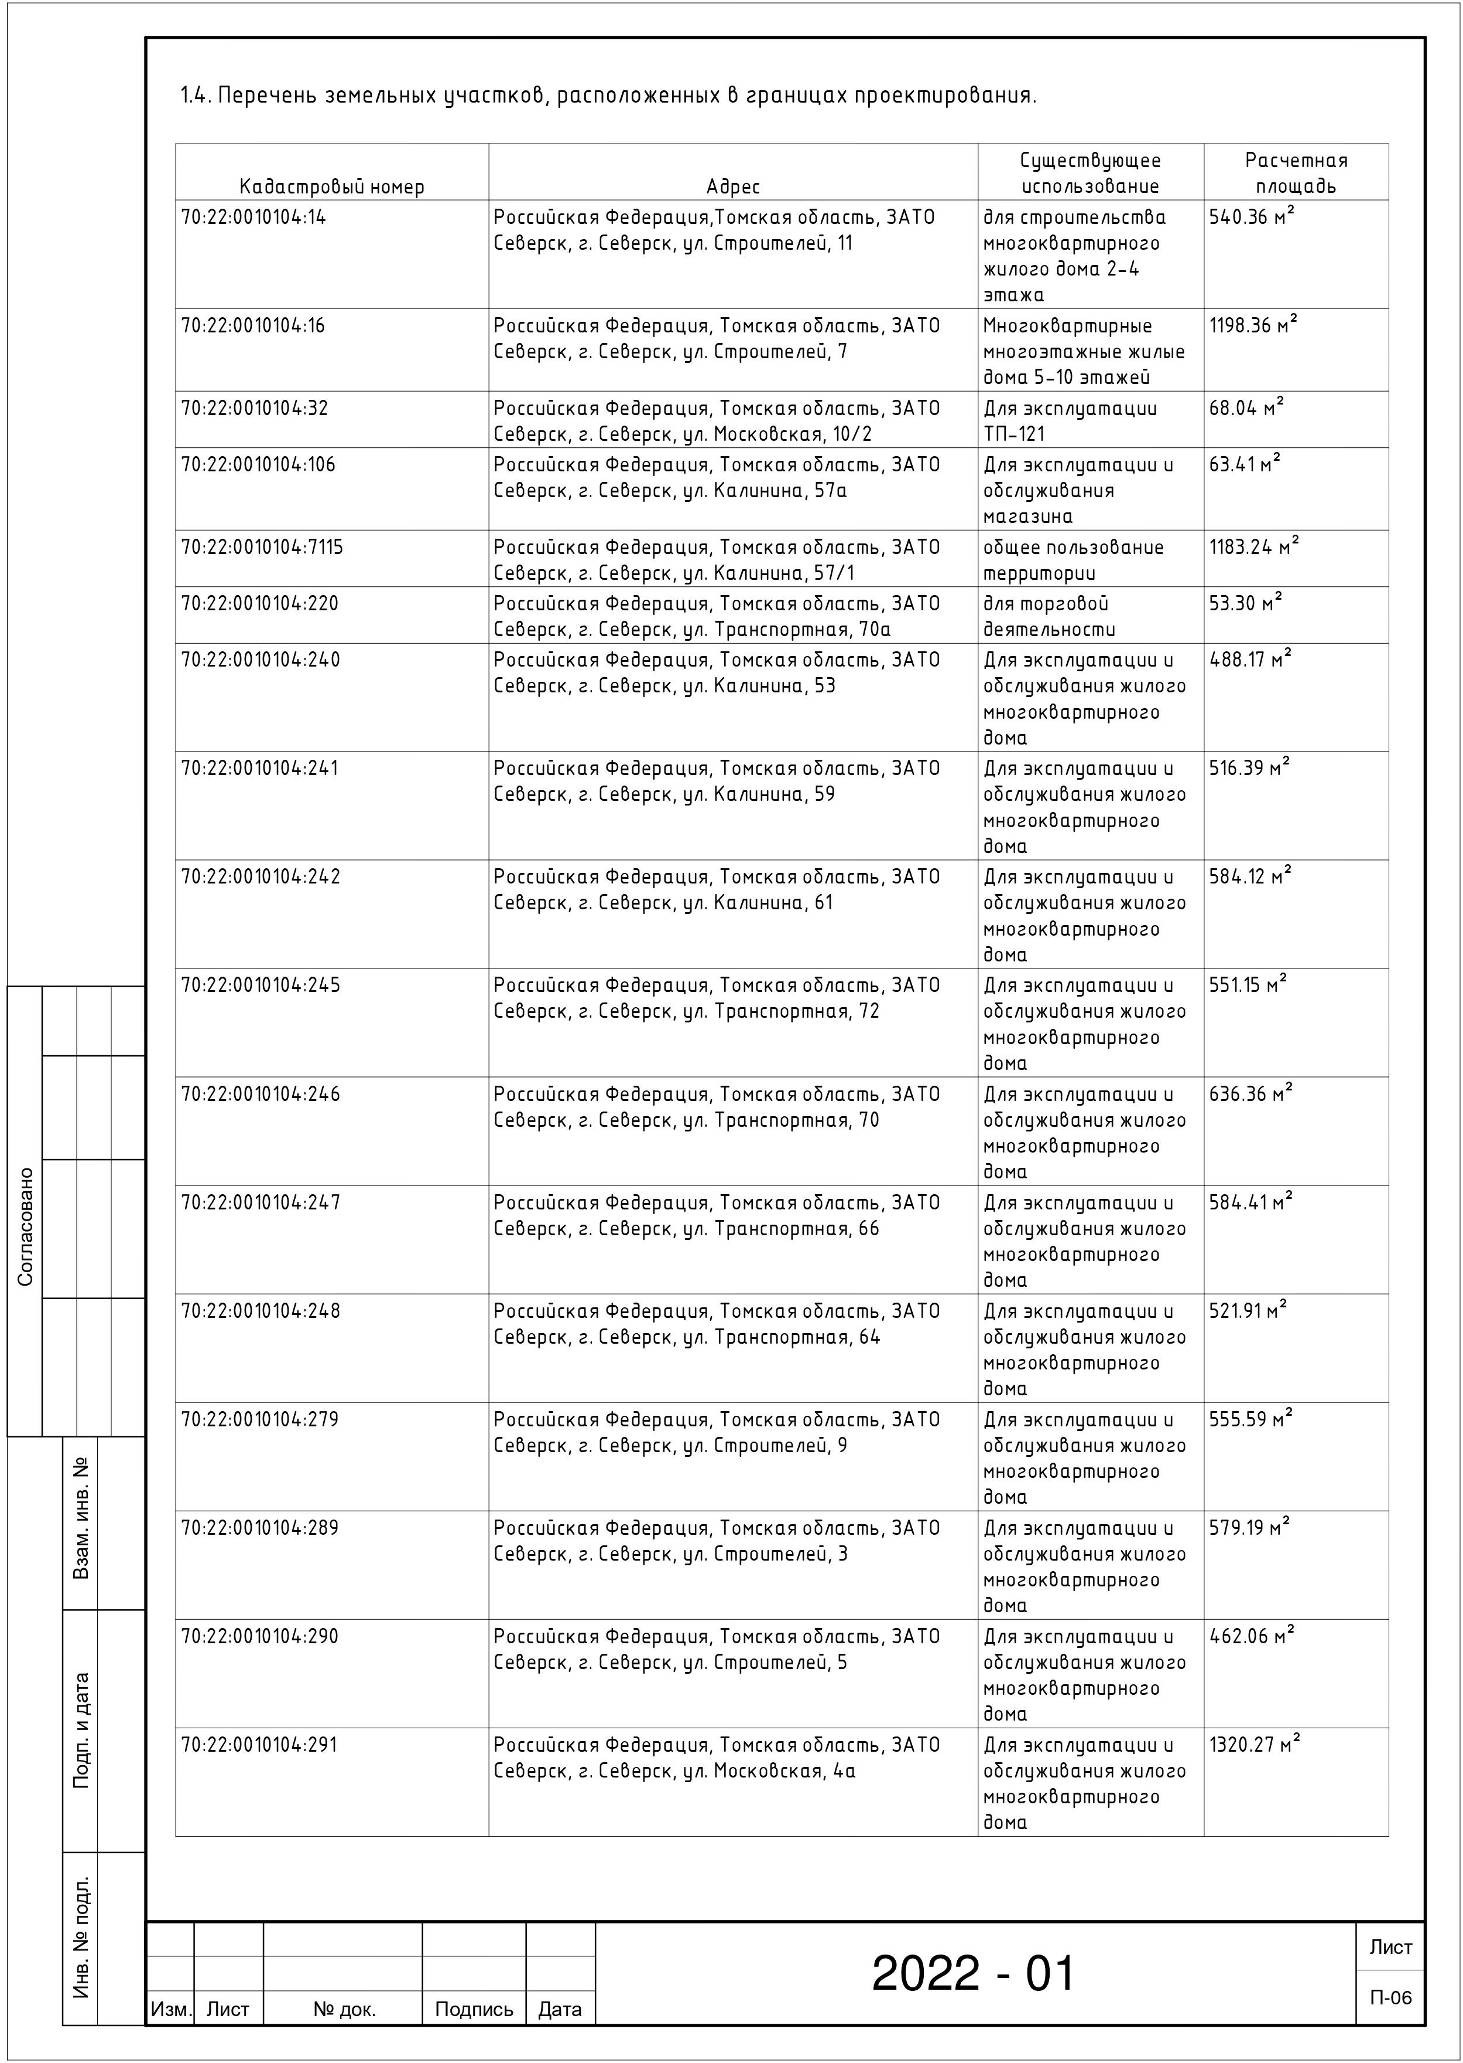 1.4. Перечень земельных участков, расположенных в границах проектирования.
Кадастровый номер
Адрес
Существующее
использование
Расчетная
площадь
70:22:0010104:14
Российская Федерация,Томская область, ЗАТО
Северск, г. Северск, ул. Строителей, 11
для строительства
многоквартирного
жилого дома 2-4
этажа
540.36 м²
70:22:0010104:16
Российская Федерация, Томская область, ЗАТО
Северск, г. Северск, ул. Строителей, 7
Многоквартирные
многоэтажные жилые
дома 5-10 этажей
1198.36 м²
70:22:0010104:32
Российская Федерация, Томская область, ЗАТО
Северск, г. Северск, ул. Московская, 10/2
Для эксплуатации
ТП-121
68.04 м²
70:22:0010104:106
Российская Федерация, Томская область, ЗАТО
Северск, г. Северск, ул. Калинина, 57а
Для эксплуатации и
обслуживания
магазина
63.41 м²
70:22:0010104:7115
Российская Федерация, Томская область, ЗАТО
Северск, г. Северск, ул. Калинина, 57/1
общее пользование
территории
1183.24 м²
70:22:0010104:220
Российская Федерация, Томская область, ЗАТО
Северск, г. Северск, ул. Транспортная, 70а
для торговой
деятельности
53.30 м²
70:22:0010104:240
Российская Федерация, Томская область, ЗАТО
Северск, г. Северск, ул. Калинина, 53
Для эксплуатации и
обслуживания жилого
многоквартирного
дома
488.17 м²
70:22:0010104:241
Российская Федерация, Томская область, ЗАТО
Северск, г. Северск, ул. Калинина, 59
Для эксплуатации и
обслуживания жилого
многоквартирного
дома
516.39 м²
70:22:0010104:242
Российская Федерация, Томская область, ЗАТО
Северск, г. Северск, ул. Калинина, 61
Для эксплуатации и
обслуживания жилого
многоквартирного
дома
584.12 м²
70:22:0010104:245
Российская Федерация, Томская область, ЗАТО
Северск, г. Северск, ул. Транспортная, 72
Для эксплуатации и
обслуживания жилого
многоквартирного
дома
551.15 м²
70:22:0010104:246
Российская Федерация, Томская область, ЗАТО
Северск, г. Северск, ул. Транспортная, 70
Для эксплуатации и
обслуживания жилого
многоквартирного
дома
636.36 м²
70:22:0010104:247
Российская Федерация, Томская область, ЗАТО
Северск, г. Северск, ул. Транспортная, 66
Для эксплуатации и
обслуживания жилого
многоквартирного
дома
584.41 м²
70:22:0010104:248
Российская Федерация, Томская область, ЗАТО
Северск, г. Северск, ул. Транспортная, 64
Для эксплуатации и
обслуживания жилого
многоквартирного
дома
521.91 м²
70:22:0010104:279
Российская Федерация, Томская область, ЗАТО
Северск, г. Северск, ул. Строителей, 9
Для эксплуатации и
обслуживания жилого
многоквартирного
дома
555.59 м²
70:22:0010104:289
Российская Федерация, Томская область, ЗАТО
Северск, г. Северск, ул. Строителей, 3
Для эксплуатации и
обслуживания жилого
многоквартирного
дома
579.19 м²
70:22:0010104:290
Российская Федерация, Томская область, ЗАТО
Северск, г. Северск, ул. Строителей, 5
Для эксплуатации и
обслуживания жилого
многоквартирного
дома
462.06 м²
70:22:0010104:291
Российская Федерация, Томская область, ЗАТО
Северск, г. Северск, ул. Московская, 4а
Для эксплуатации и
обслуживания жилого
многоквартирного
дома
1320.27 м²
Согласовано
Взам. инв. №
Подп. и дата
Инв. № подл.
Изм.
Лист
№ док.
Подпись
Дата
2022 - 01
Лист
П-06